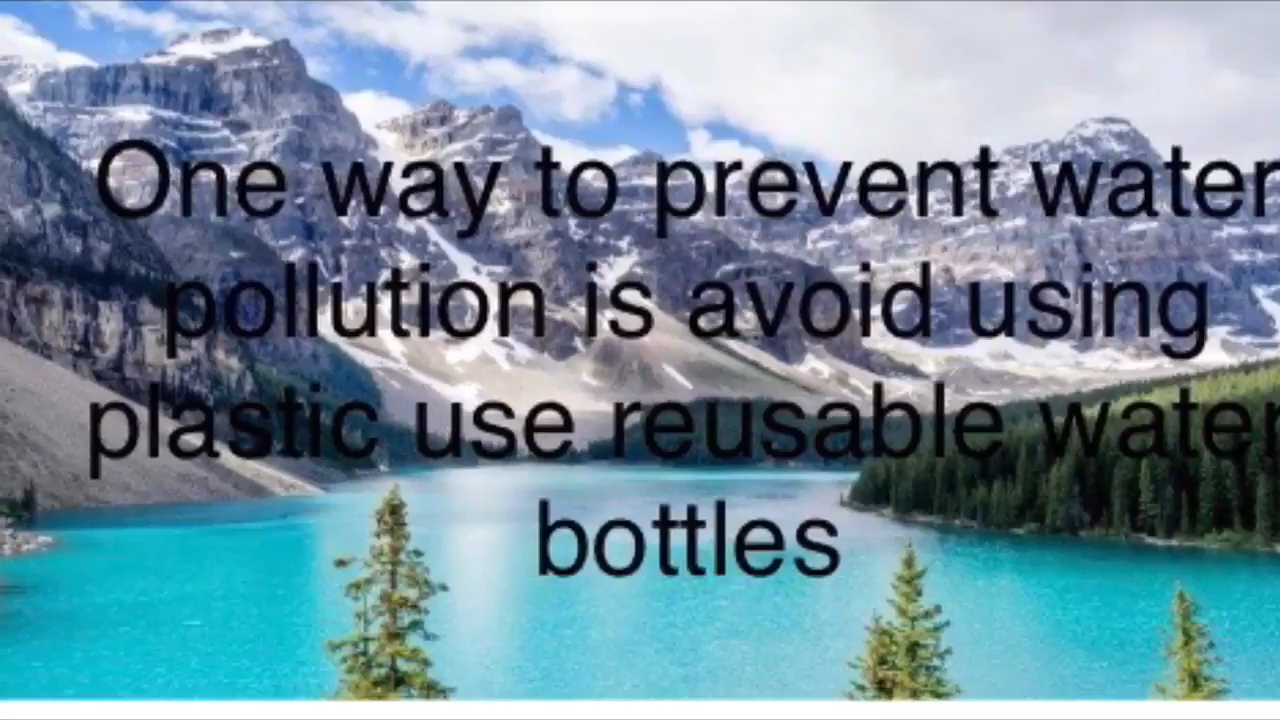 One way to prevent water
pollution is avoid using
plastic use reusable water
bottles